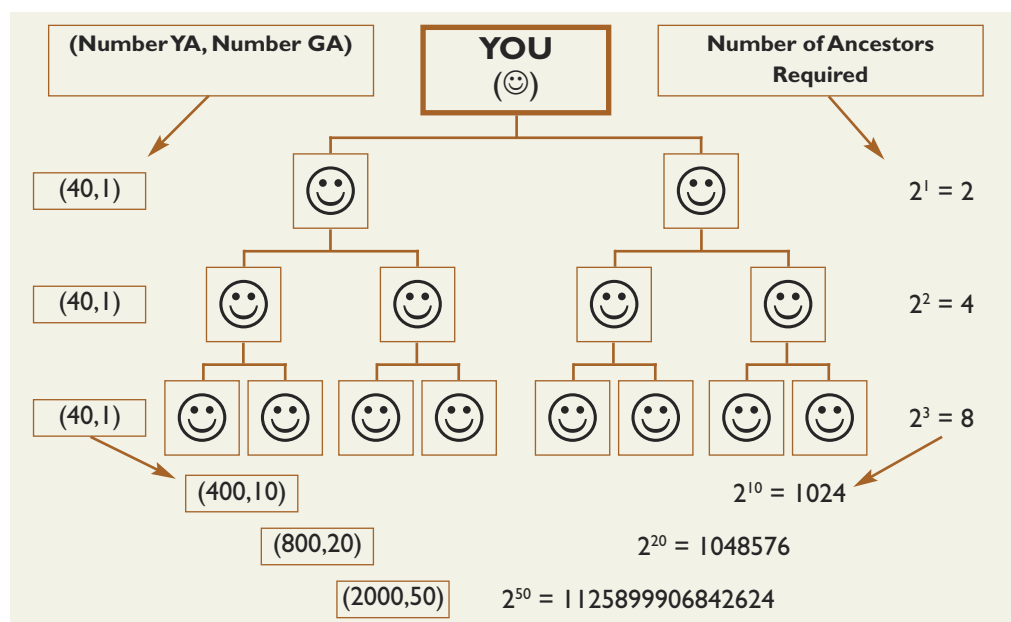 (Number YA, Number GA)
YOU
(☺)
Number of Ancestors
Required
(40,1)
2¹ = 2
(40,1)
2² = 4
(40,1)
2³ = 8
(400,10)
2¹⁰ = 1024
(800,20)
2²⁰ = 1048576
(2000,50)
2⁵⁰ = 1125899906842624